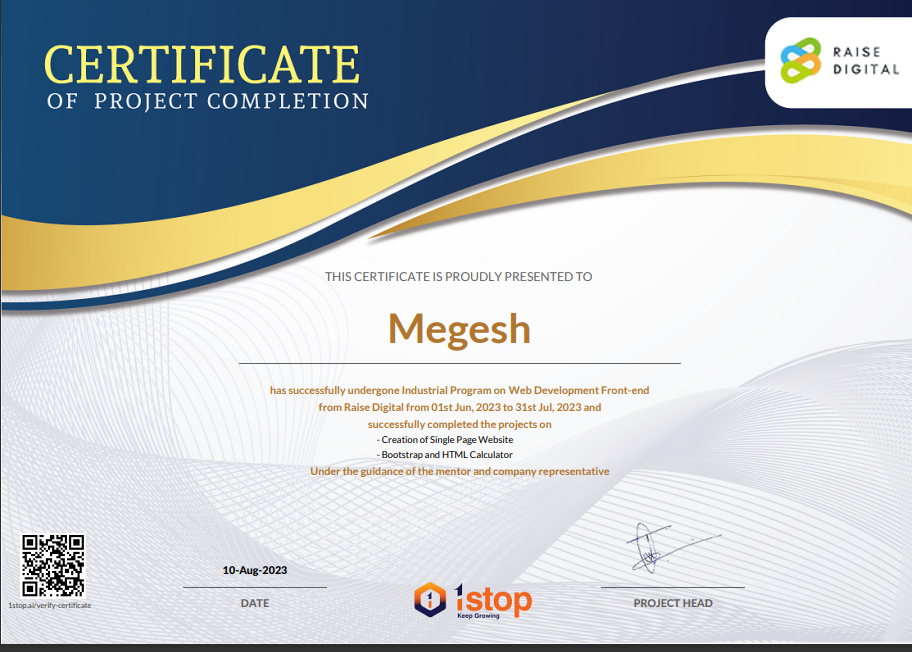 CERTIFICATE
OF PROJECT COMPLETION
RAISE
DIGITAL
THIS CERTIFICATE IS PROUDLY PRESENTED TO
Megesh
has successfully undergone Industrial Program on Web Development Front-end
from Raise Digital from 01st Jun, 2023 to 31st Jul, 2023 and
successfully completed the projects on
- Creation of Single Page Website
- Bootstrap and HTML Calculator
Under the guidance of the mentor and company representative
1stop.ai/verify-certificate
10-Aug-2023
DATE
1stop
Keep Growing
PROJECT HEAD